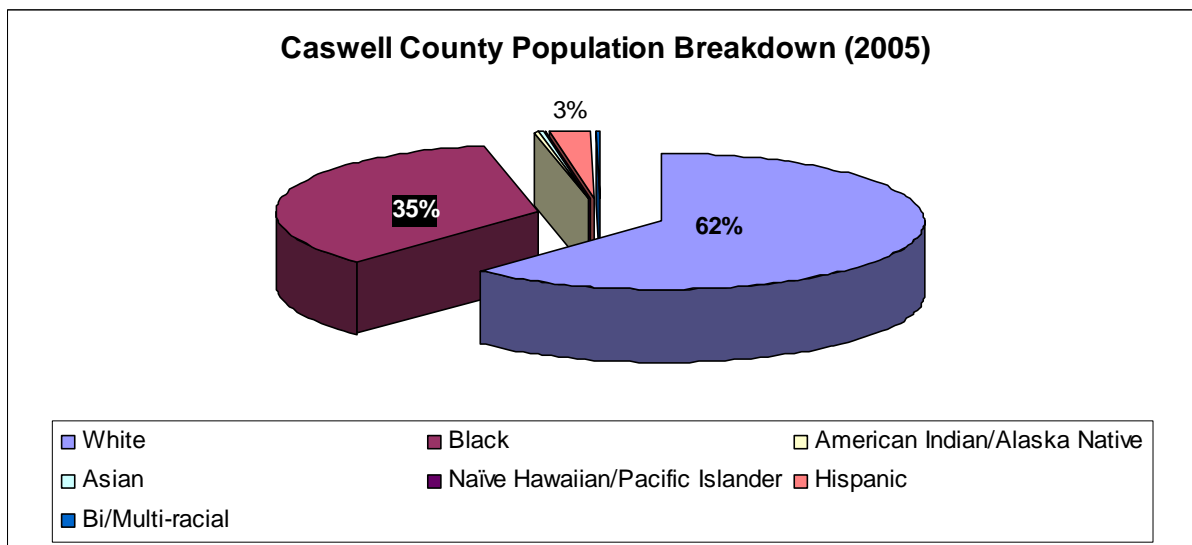 Caswell County Population Breakdown (2005)
3%
35%
62%
White Black American Indian/Alaska Native
Asian Naïve Hawaiian/Pacific Islander Hispanic
Bi/Multi-racial